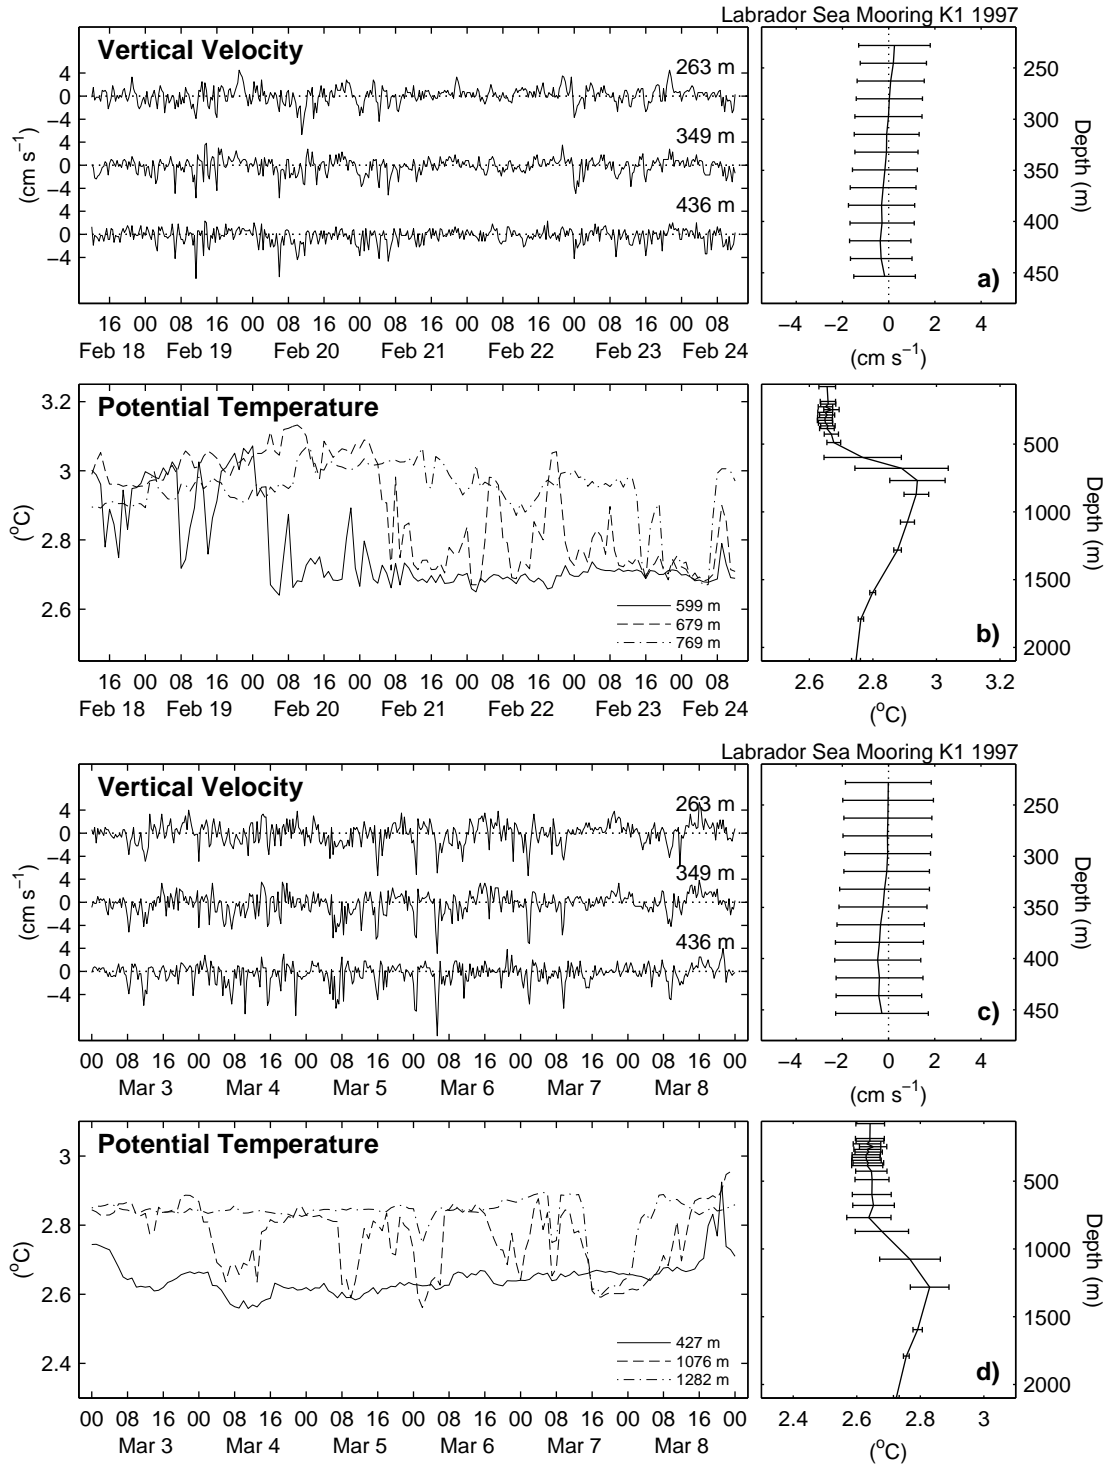 Labrador Sea Mooring K1 1997
Vertical Velocity
263 m
349 m
436 m
4
0
−4
4
0
−4
4
0
−4
(cm s−1)
16 00 08 16 00 08 16 00 08 16 00 08 16 00 08 16 00 08
Feb 18 Feb 19 Feb 20 Feb 21 Feb 22 Feb 23 Feb 24
250
300
350
400
450
Depth (m)
a)
−4 −2 0 2 4
(cm s−1)
Potential Temperature
3.2
3
2.8
2.6
(oC)
599 m
679 m
769 m
16 00 08 16 00 08 16 00 08 16 00 08 16 00 08 16 00 08
Feb 18 Feb 19 Feb 20 Feb 21 Feb 22 Feb 23 Feb 24
500
1000
1500
2000
Depth (m)
b)
2.6 2.8 3 3.2
(oC)
Labrador Sea Mooring K1 1997
Vertical Velocity
263 m
349 m
436 m
4
0
−4
4
0
−4
4
0
−4
(cm s−1)
00 08 16 00 08 16 00 08 16 00 08 16 00 08 16 00 08 16 00
Mar 3 Mar 4 Mar 5 Mar 6 Mar 7 Mar 8
250
300
350
400
450
Depth (m)
c)
−4 −2 0 2 4
(cm s−1)
Potential Temperature
3
2.8
2.6
2.4
(oC)
427 m
1076 m
1282 m
00 08 16 00 08 16 00 08 16 00 08 16 00 08 16 00 08 16 00
Mar 3 Mar 4 Mar 5 Mar 6 Mar 7 Mar 8
500
1000
1500
2000
Depth (m)
d)
2.4 2.6 2.8 3
(oC)